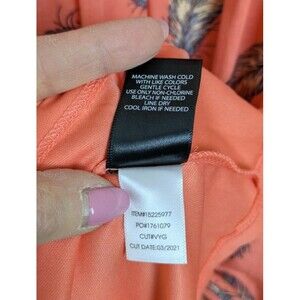 MACHINE WASH COLD
WITH LIKE COLORS
GENTLE CYCLE
USE ONLY NON-CHLORINE
BLEACH IF NEEDED
LINE DRY
COOL IRON IF NEEDED
ITEM#15225977
PO#1761079
CUT#VYG
CUT DATE:03/2021